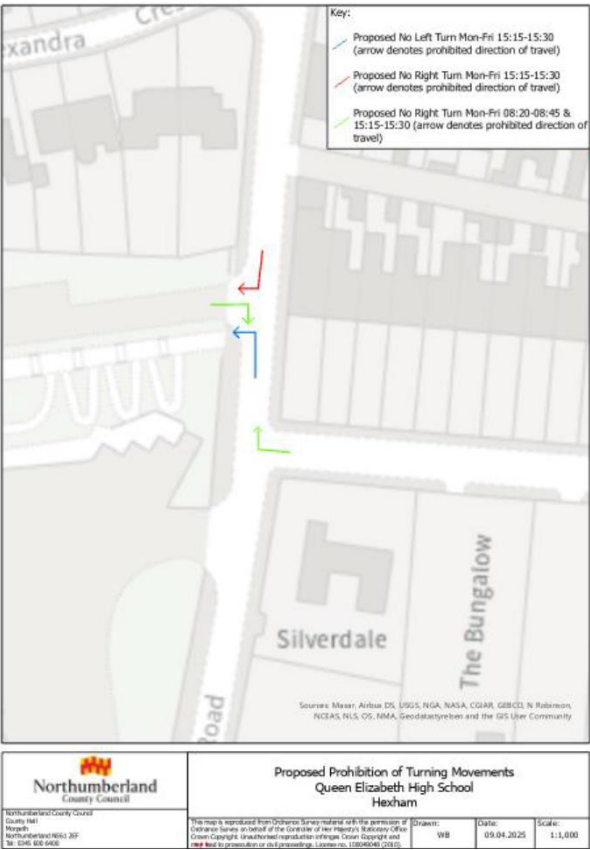 Cres
exandra
Key:
Proposed No Left Turn Mon-Fri 15:15-15:30
(arrow denotes prohibited direction of travel)
Proposed No Right Turn Mon-Fri 15:15-15:30
(arrow denotes prohibited direction of travel)
Proposed No Right Turn Mon-Fri 08:20-08:45 &
15:15-15:30 (arrow denotes prohibited direction of
travel)
Silverdale
The Bungalow
Road
Sources: Maxar, Airbus DS, USGS, NGA, NASA, CGIAR, GEBCO, N Robinson,
NCEAS, NLS, OS, NMA, Geodatastyrelsen and the GIS User Community
Northumberland
County Council
Northumberland County Council
County Hall
Morpeth
Northumberland NE61 2EF
Tel: 0345 600 6400
Proposed Prohibition of Turning Movements
Queen Elizabeth High School
Hexham
This map is reproduced from Ordnance Survey material with the permission of
Ordnance Survey on behalf of the Controller of Her Majesty's Stationery Office
Crown Copyright. Unauthorised reproduction infringes Crown Copyright and
lead to prosecution or civil proceedings. License no. 100049048 (2010).
Drawn:
WB
Date:
09.04.2025
Scale:
1:1,000